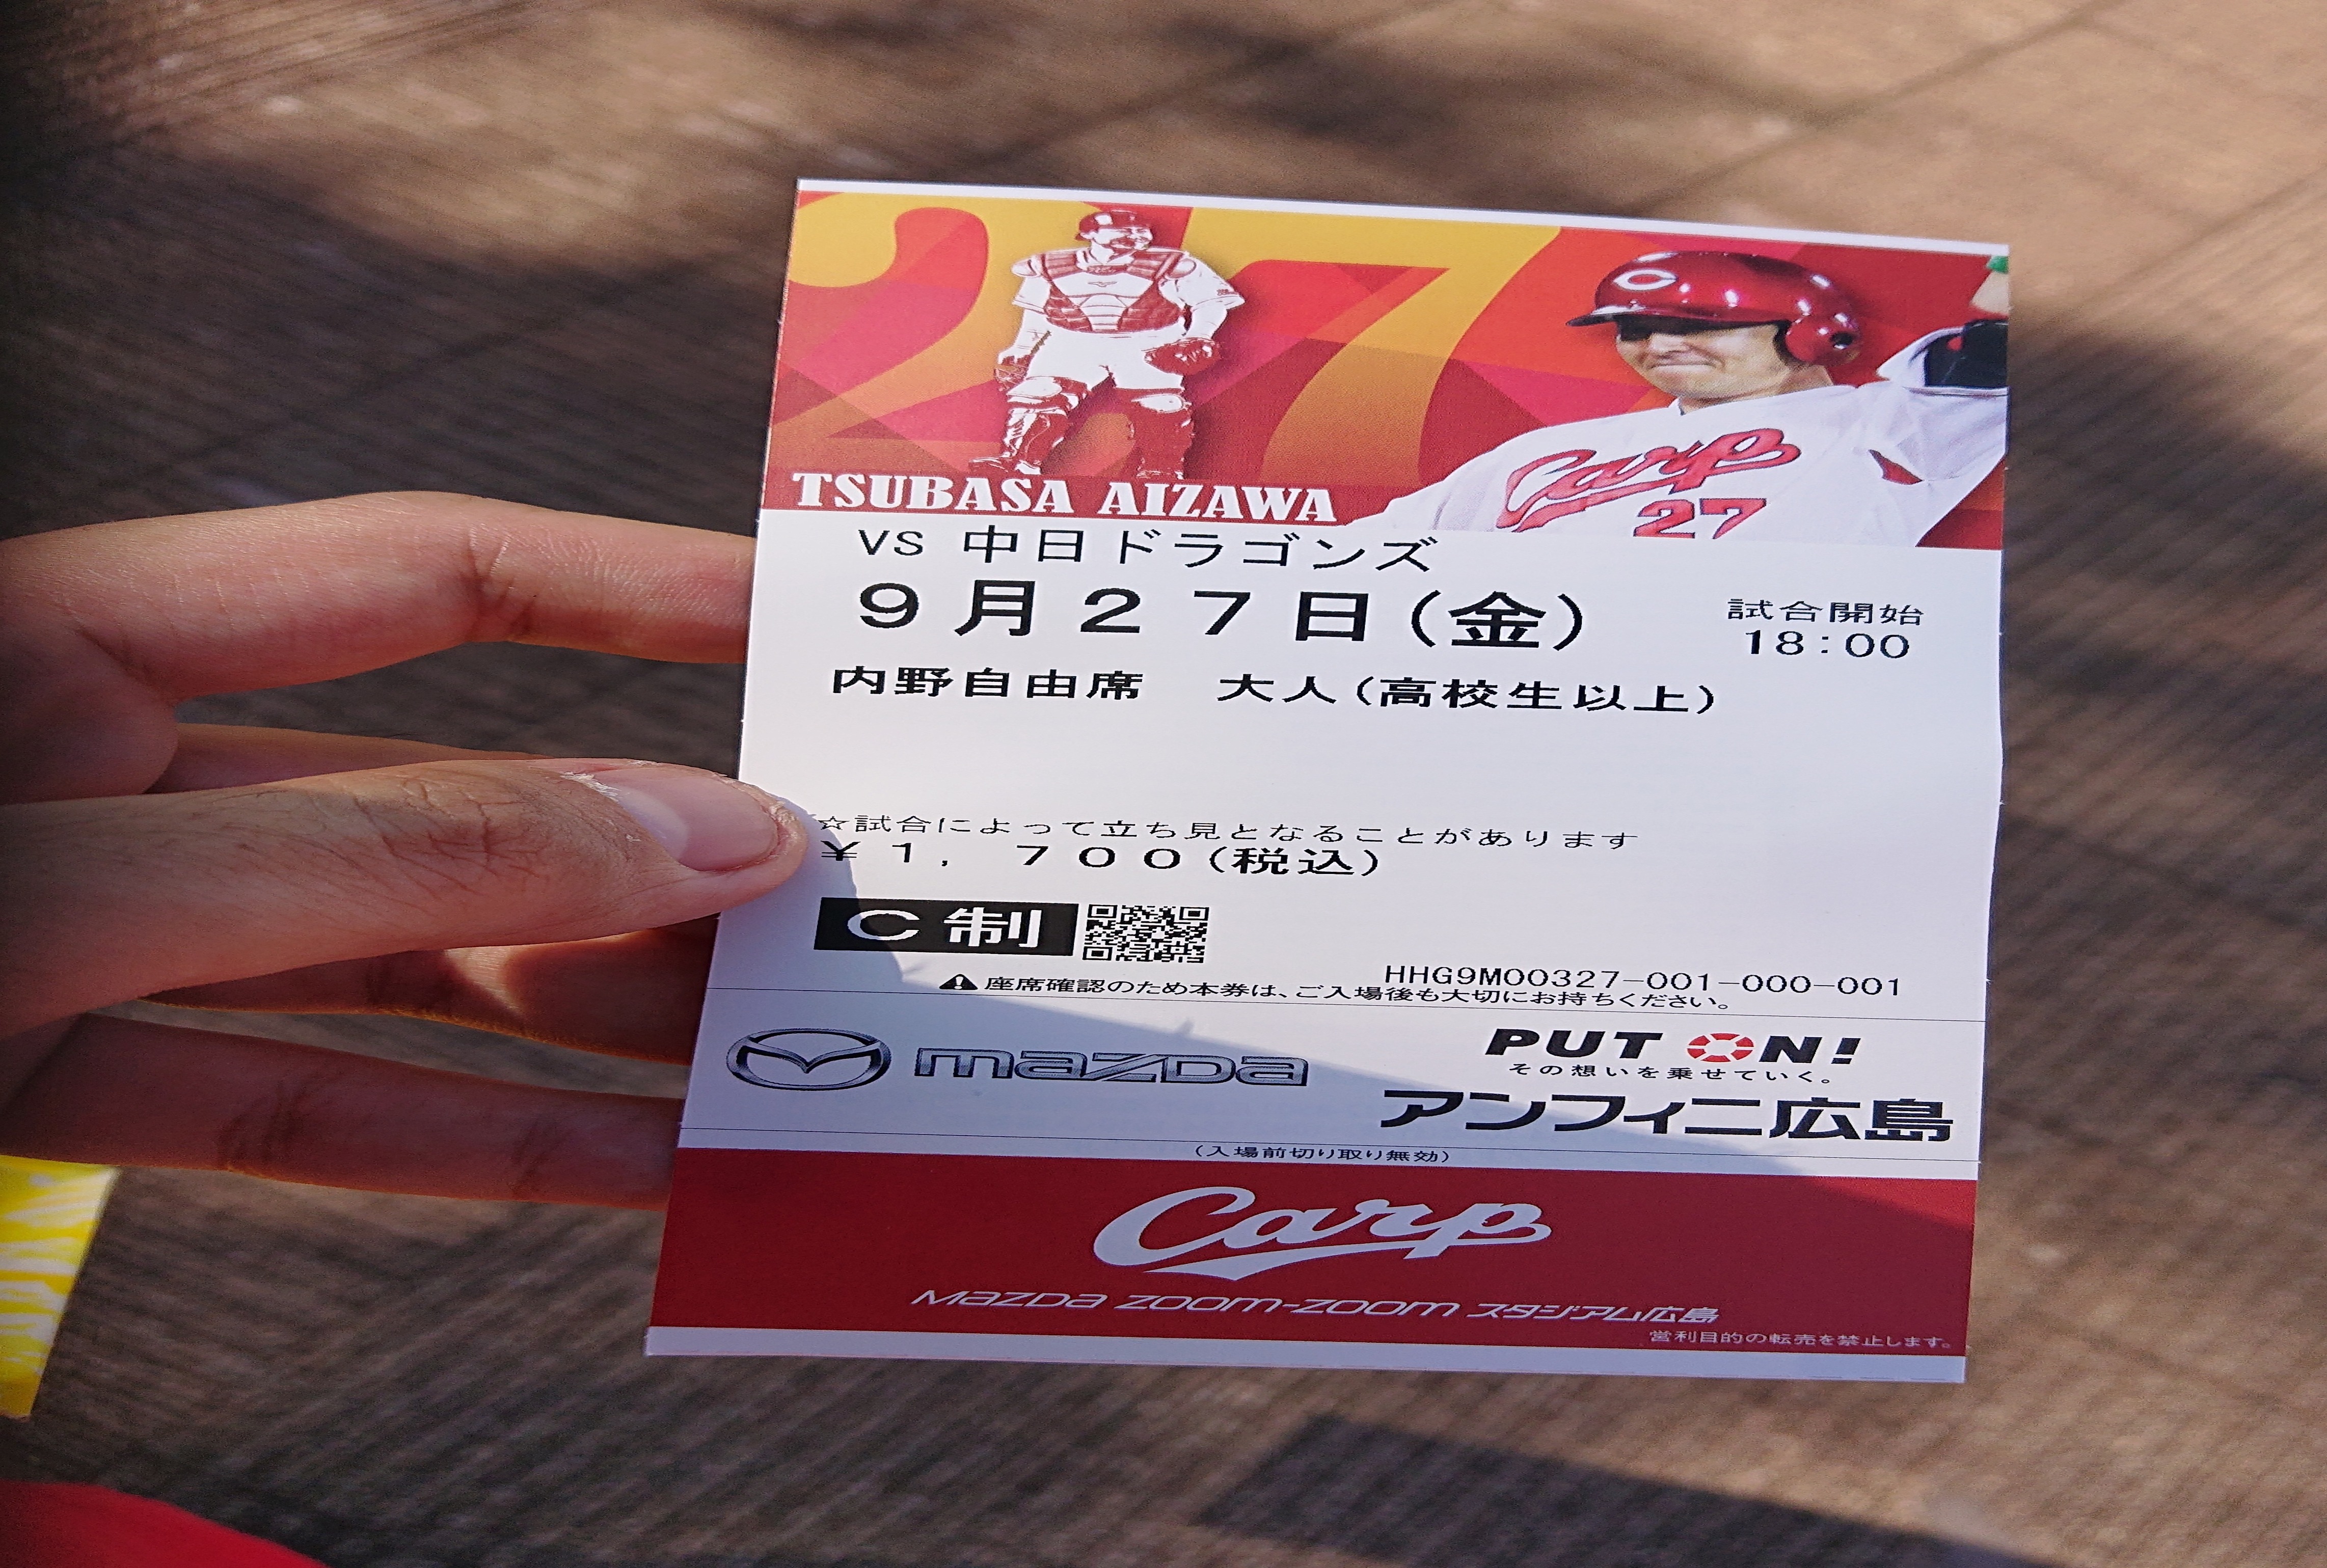 27
TSUBASA AIZAWA
C
Carp
27
VS 中日ドラゴンズ
9月27日(金)
試合開始
18:00
内野自由席 大人(高校生以上)
☆試合によって立ち見となることがあります
¥1,700(税込)
C制
HHG9M00327-001-000-001
座席確認のため本券は、ご入場後も大切にお持ちください。
mazda
PUT ON!
その想いを乗せていく。
アンフィニ広島
(入場前切り取り無効)
Carp
MAZDA ZOOM-ZOOM スタジアム広島
営利目的の転売を禁止します。